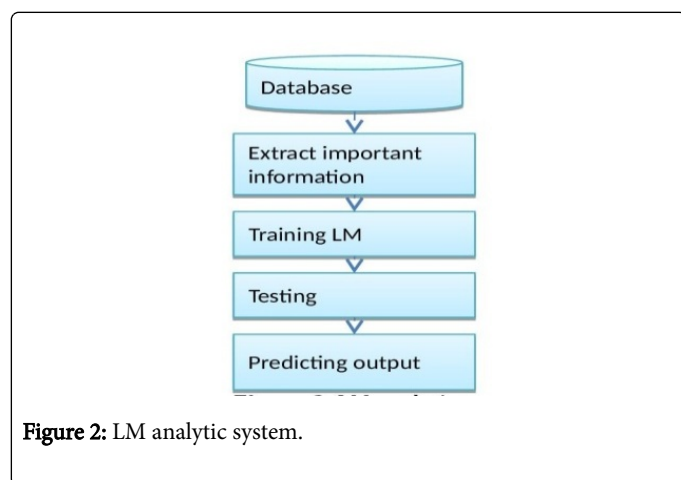 Database
Extract important
information
Training LM
Testing
Predicting output
Figure 2: LM analytic system.